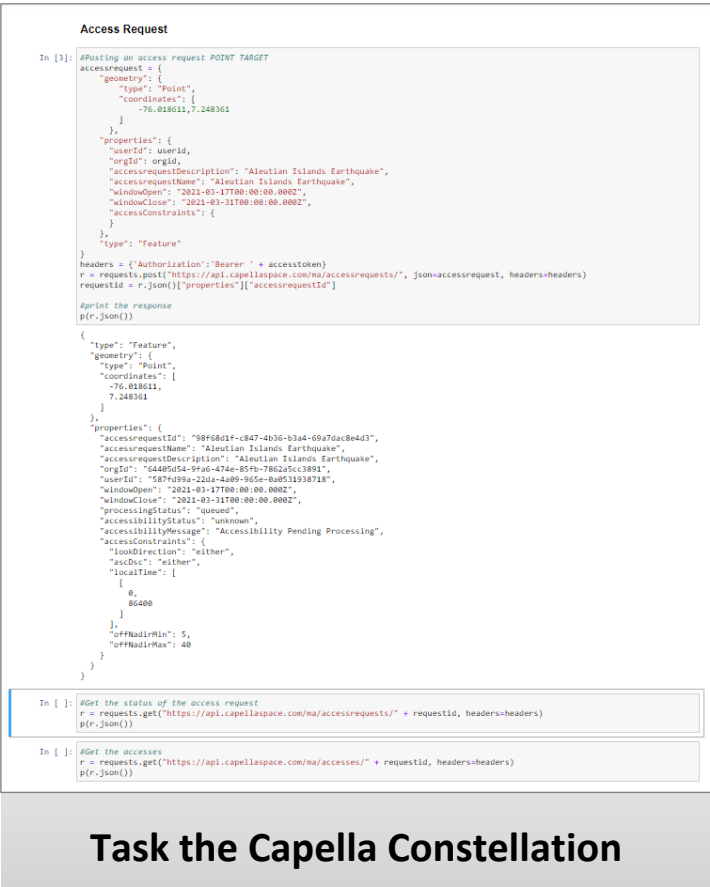 Access Request
In [3]: #Posting an access request POINT TARGET
accessrequest = {
    "geometry": {
        "type": "Point",
        "coordinates": [
            -76.018611,7.248361
        ]
      },
    "properties": {
      "userId": userid,
      "orgId": orgid,
      "accessrequestDescription": "Aleutian Islands Earthquake",
      "accessrequestName": "Aleutian Islands Earthquake",
      "windowOpen": "2021-03-17T00:00:00.000Z",
      "windowClose": "2021-03-31T00:00:00.000Z",
      "accessConstraints": {
      }
    },
    "type": "Feature"
}
headers = {'Authorization':'Bearer ' + accesstoken}
r = requests.post("https://api.capellaspace.com/ma/accessrequests/", json=accessrequest, headers=headers)
requestid = r.json()["properties"]["accessrequestId"]
#print the response
p(r.json())
{
  "type": "Feature",
  "geometry": {
    "type": "Point",
    "coordinates": [
      -76.018611,
      7.248361
    ]
  },
  "properties": {
    "accessrequestId": "98f68d1f-c847-4b36-b3a4-69a7dac8e4d3",
    "accessrequestName": "Aleutian Islands Earthquake",
    "accessrequestDescription": "Aleutian Islands Earthquake",
    "orgId": "64405d54-9fa6-474e-85fb-7862a5cc3891",
    "userId": "587fd99a-22da-4a09-965e-0a0531938718",
    "windowOpen": "2021-03-17T00:00:00.000Z",
    "windowClose": "2021-03-31T00:00:00.000Z",
    "processingStatus": "queued",
    "accessibilityStatus": "unknown",
    "accessibilityMessage": "Accessibility Pending Processing",
    "accessConstraints": {
      "lookDirection": "either",
      "ascDsc": "either",
      "localTime": [
        [
          0,
          86400
        ]
      ],
      "offNadirMin": 5,
      "offNadirMax": 40
    }
  }
}
In [ ]: #Get the status of the access request
r = requests.get("https://api.capellaspace.com/ma/accessrequests/" + requestid, headers=headers)
p(r.json())
In [ ]: #Get the accesses
r = requests.get("https://api.capellaspace.com/ma/accesses/" + requestid, headers=headers)
p(r.json())
Task the Capella Constellation